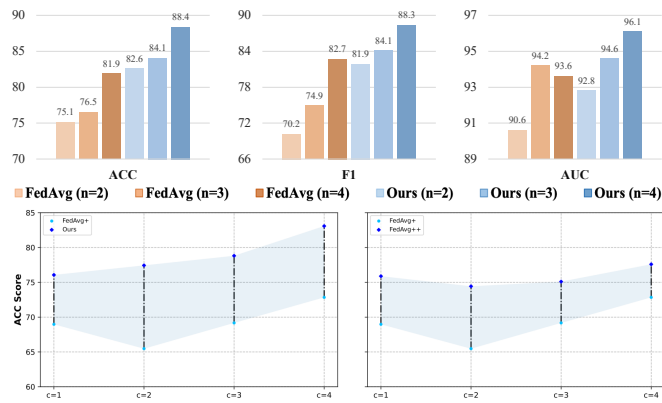 90
85
80
75
70
75.1
76.5
81.9
82.6
84.1
88.4
ACC
90
84
78
72
66
70.2
74.9
82.7
81.9
84.1
88.3
F1
97
95
93
91
89
90.6
94.2
93.6
92.8
94.6
96.1
AUC
FedAvg (n=2)
FedAvg (n=3)
FedAvg (n=4)
Ours (n=2)
Ours (n=3)
Ours (n=4)
ACC Score
85
80
75
70
65
60
FedAvg+
Ours
c=1
c=2
c=3
c=4
FedAvg+
FedAvg++
c=1
c=2
c=3
c=4